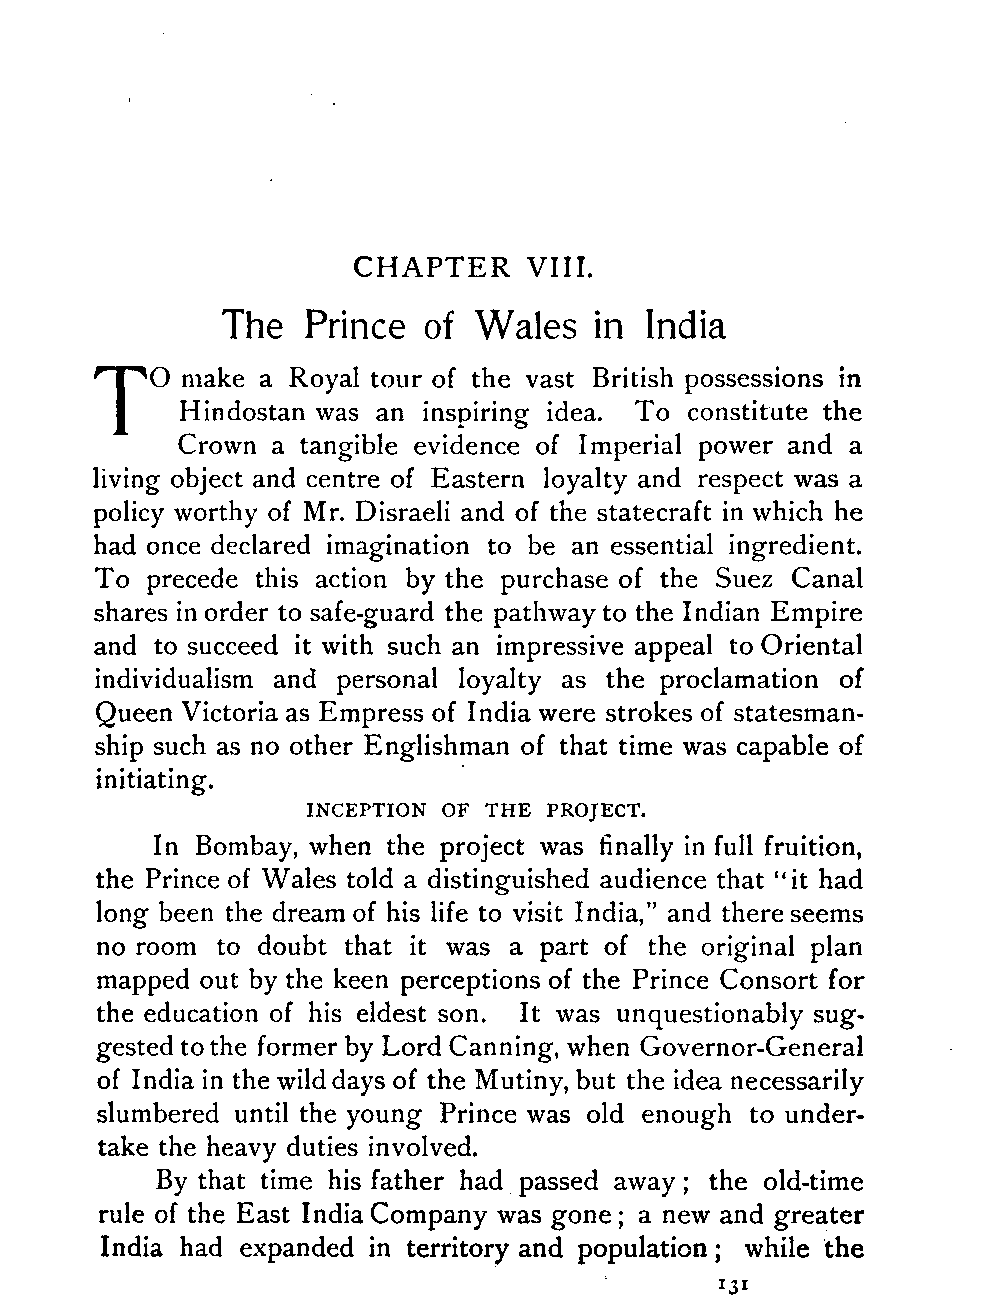 CHAPTER VIII.
The Prince of Wales in India
TO make a Royal tour of the vast British possessions in
Hindostan was an inspiring idea. To constitute the
Crown a tangible evidence of Imperial power and a
living object and centre of Eastern loyalty and respect was a
policy worthy of Mr. Disraeli and of the statecraft in which he
had once declared imagination to be an essential ingredient.
To precede this action by the purchase of the Suez Canal
shares in order to safe-guard the pathway to the Indian Empire
and to succeed it with such an impressive appeal to Oriental
individualism and personal loyalty as the proclamation of
Queen Victoria as Empress of India were strokes of statesman-
ship such as no other Englishman of that time was capable of
initiating.
INCEPTION OF THE PROJECT.
In Bombay, when the project was finally in full fruition,
the Prince of Wales told a distinguished audience that "it had
long been the dream of his life to visit India," and there seems
no room to doubt that it was a part of the original plan
mapped out by the keen perceptions of the Prince Consort for
the education of his eldest son. It was unquestionably sug-
gested to the former by Lord Canning, when Governor-General
of India in the wild days of the Mutiny, but the idea necessarily
slumbered until the young Prince was old enough to under-
take the heavy duties involved.
By that time his father had passed away; the old-time
rule of the East India Company was gone; a new and greater
India had expanded in territory and population; while the
131